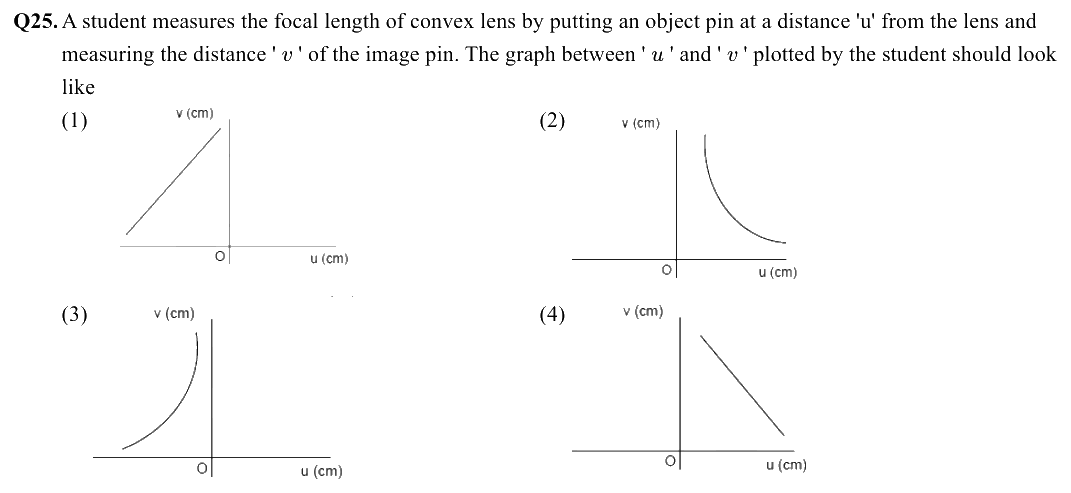 Q25. A student measures the focal length of convex lens by putting an object pin at a distance 'u' from the lens and
measuring the distance ' v ' of the image pin. The graph between ' u ' and ' v ' plotted by the student should look
like
(1) v (cm) O u (cm)
(2) v (cm) O u (cm)
(3) v (cm) O u (cm)
(4) v (cm) O u (cm)